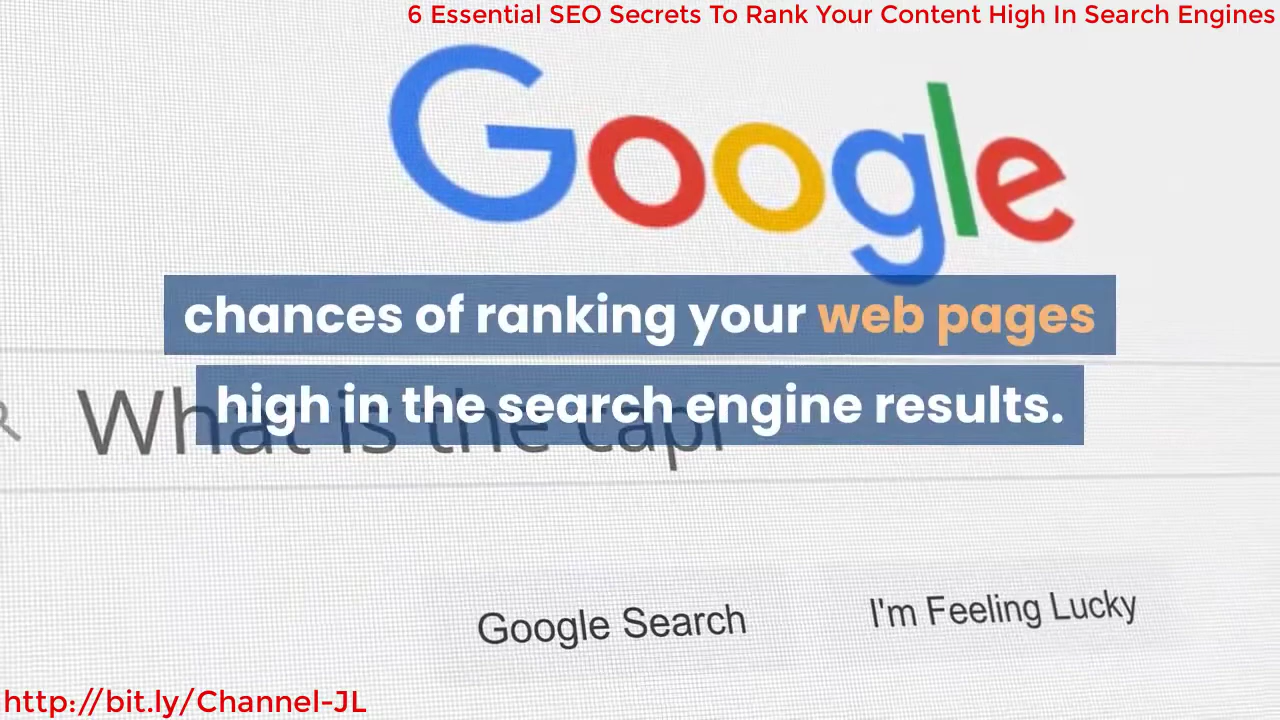 6 Essential SEO Secrets To Rank Your Content High In Search Engines
Google
chances of ranking your web pages
high in the search engine results.
What is the capi
Google Search
I'm Feeling Lucky
http://bit.ly/Channel-JL